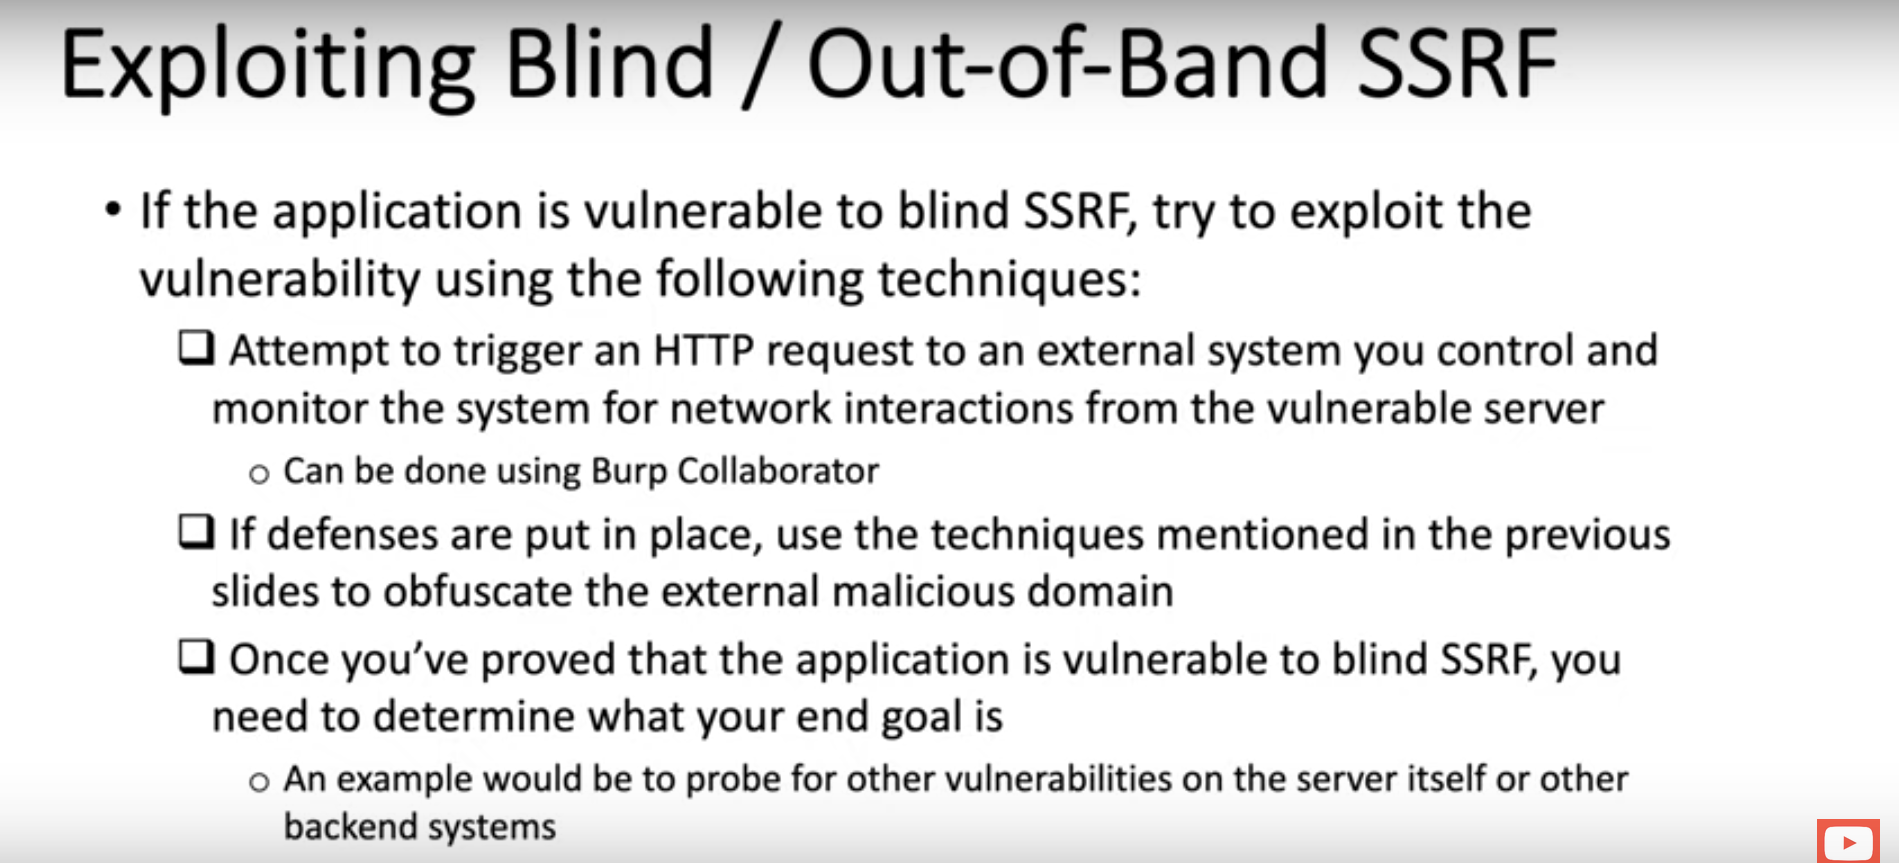 Exploiting Blind / Out-of-Band SSRF
• If the application is vulnerable to blind SSRF, try to exploit the
vulnerability using the following techniques:
❑ Attempt to trigger an HTTP request to an external system you control and
monitor the system for network interactions from the vulnerable server
o Can be done using Burp Collaborator
❑ If defenses are put in place, use the techniques mentioned in the previous
slides to obfuscate the external malicious domain
❑ Once you’ve proved that the application is vulnerable to blind SSRF, you
need to determine what your end goal is
o An example would be to probe for other vulnerabilities on the server itself or other
backend systems